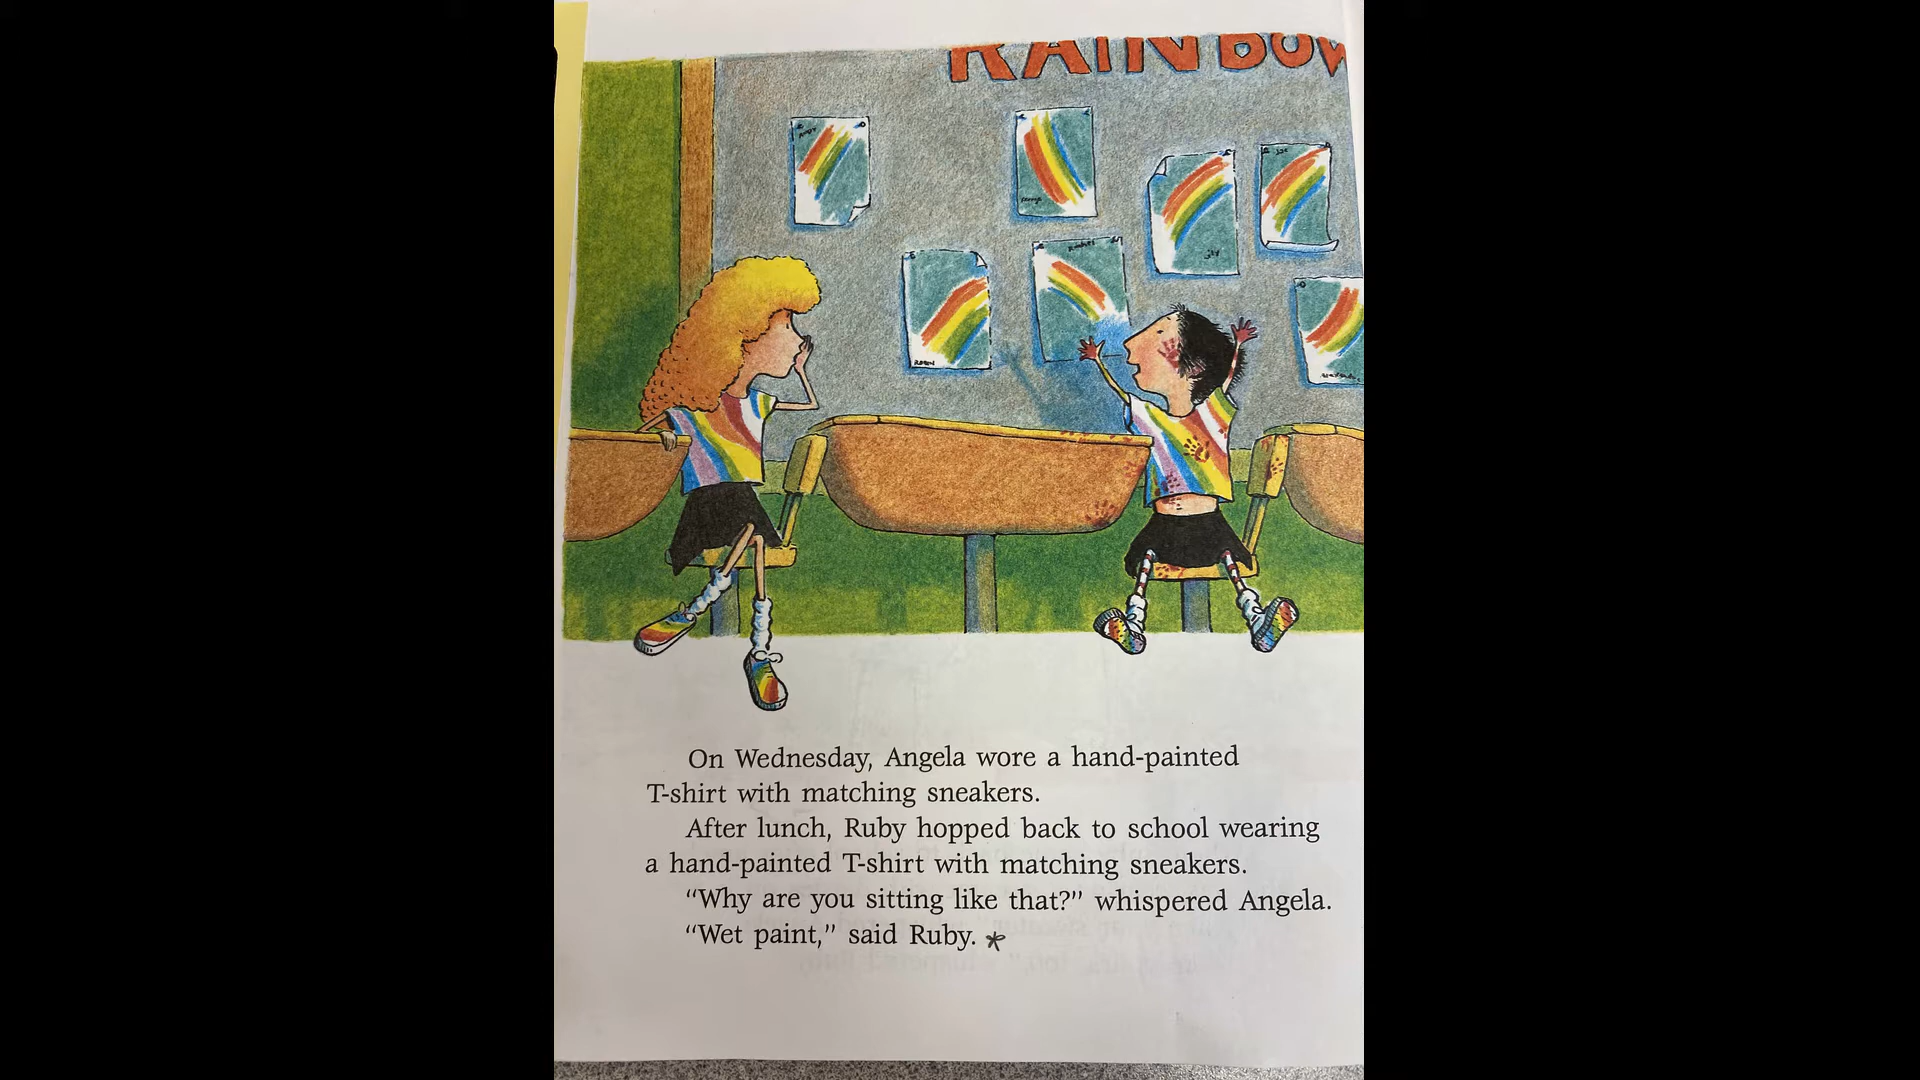 RAINBOW
ROBEN
On Wednesday, Angela wore a hand-painted
T-shirt with matching sneakers.
After lunch, Ruby hopped back to school wearing
a hand-painted T-shirt with matching sneakers.
“Why are you sitting like that?” whispered Angela.
“Wet paint,” said Ruby. *